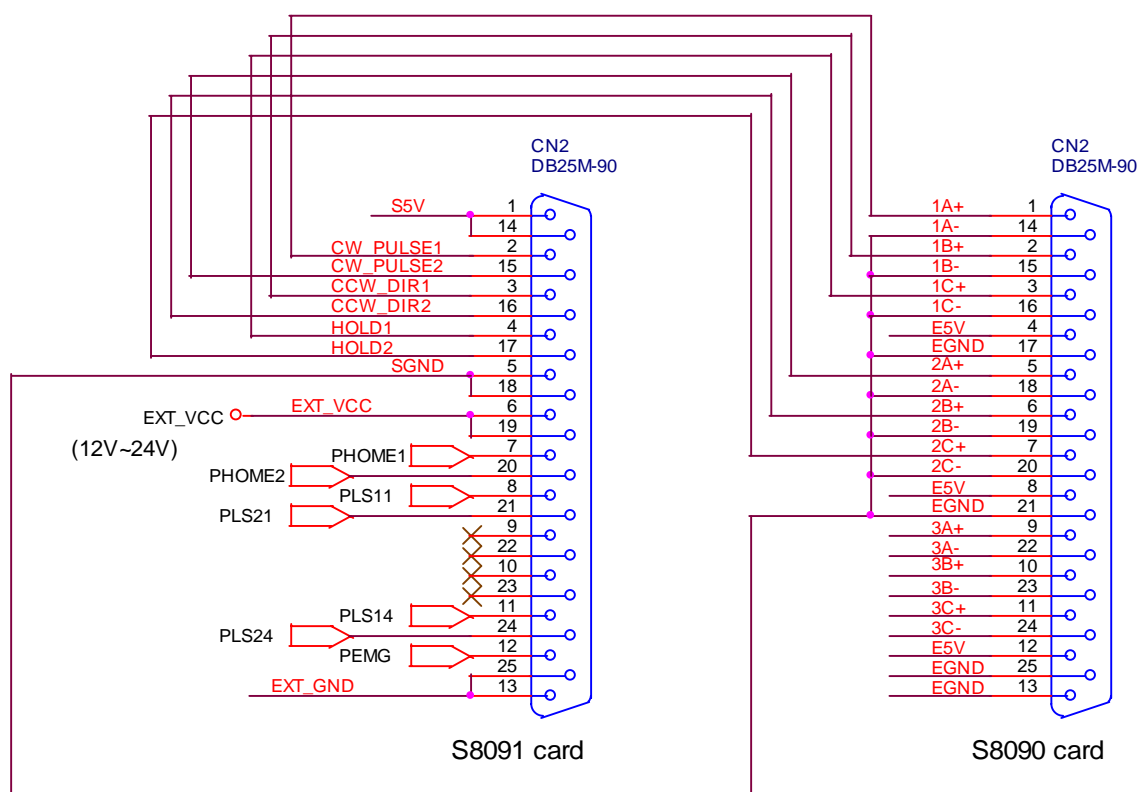 CN2
DB25M-90
S5V 1
14
CW_PULSE1 2
CW_PULSE2 15
CCW_DIR1 3
CCW_DIR2 16
HOLD1 4
HOLD2 17
SGND 5
18
EXT_VCC EXT_VCC 6
(12V~24V)
19
PHOME1 7
PHOME2 20
PLS11 8
PLS21 21
9
22
10
23
PLS14 11
PLS24 24
PEMG 12
25
EXT_GND 13
S8091 card
CN2
DB25M-90
1A+ 1
1A- 14
1B+ 2
1B- 15
1C+ 3
1C- 16
E5V 4
EGND 17
2A+ 5
2A- 18
2B+ 6
2B- 19
2C+ 7
2C- 20
E5V 8
EGND 21
3A+ 9
3A- 22
3B+ 10
3B- 23
3C+ 11
3C- 24
E5V 12
EGND 25
EGND 13
S8090 card